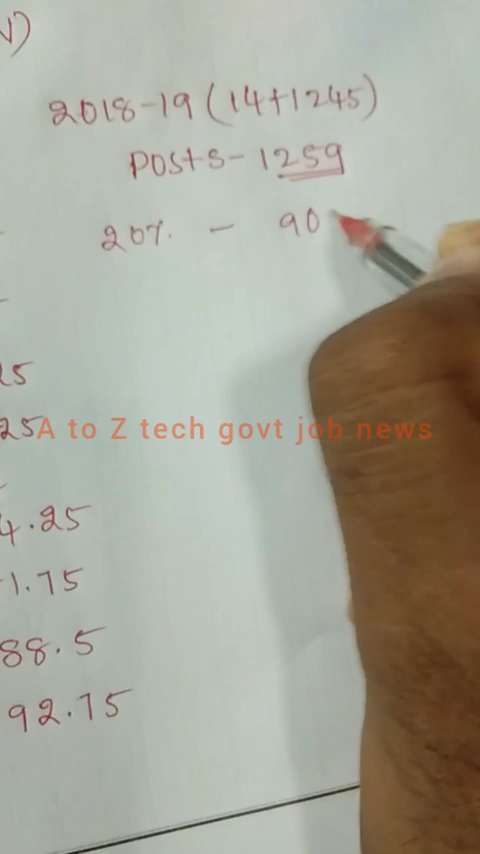 V)
2018-19 (14+1245)
Posts - 1259
20% - 90
25
25
A to Z tech govt job news
4.25
1.75
88.5
92.75